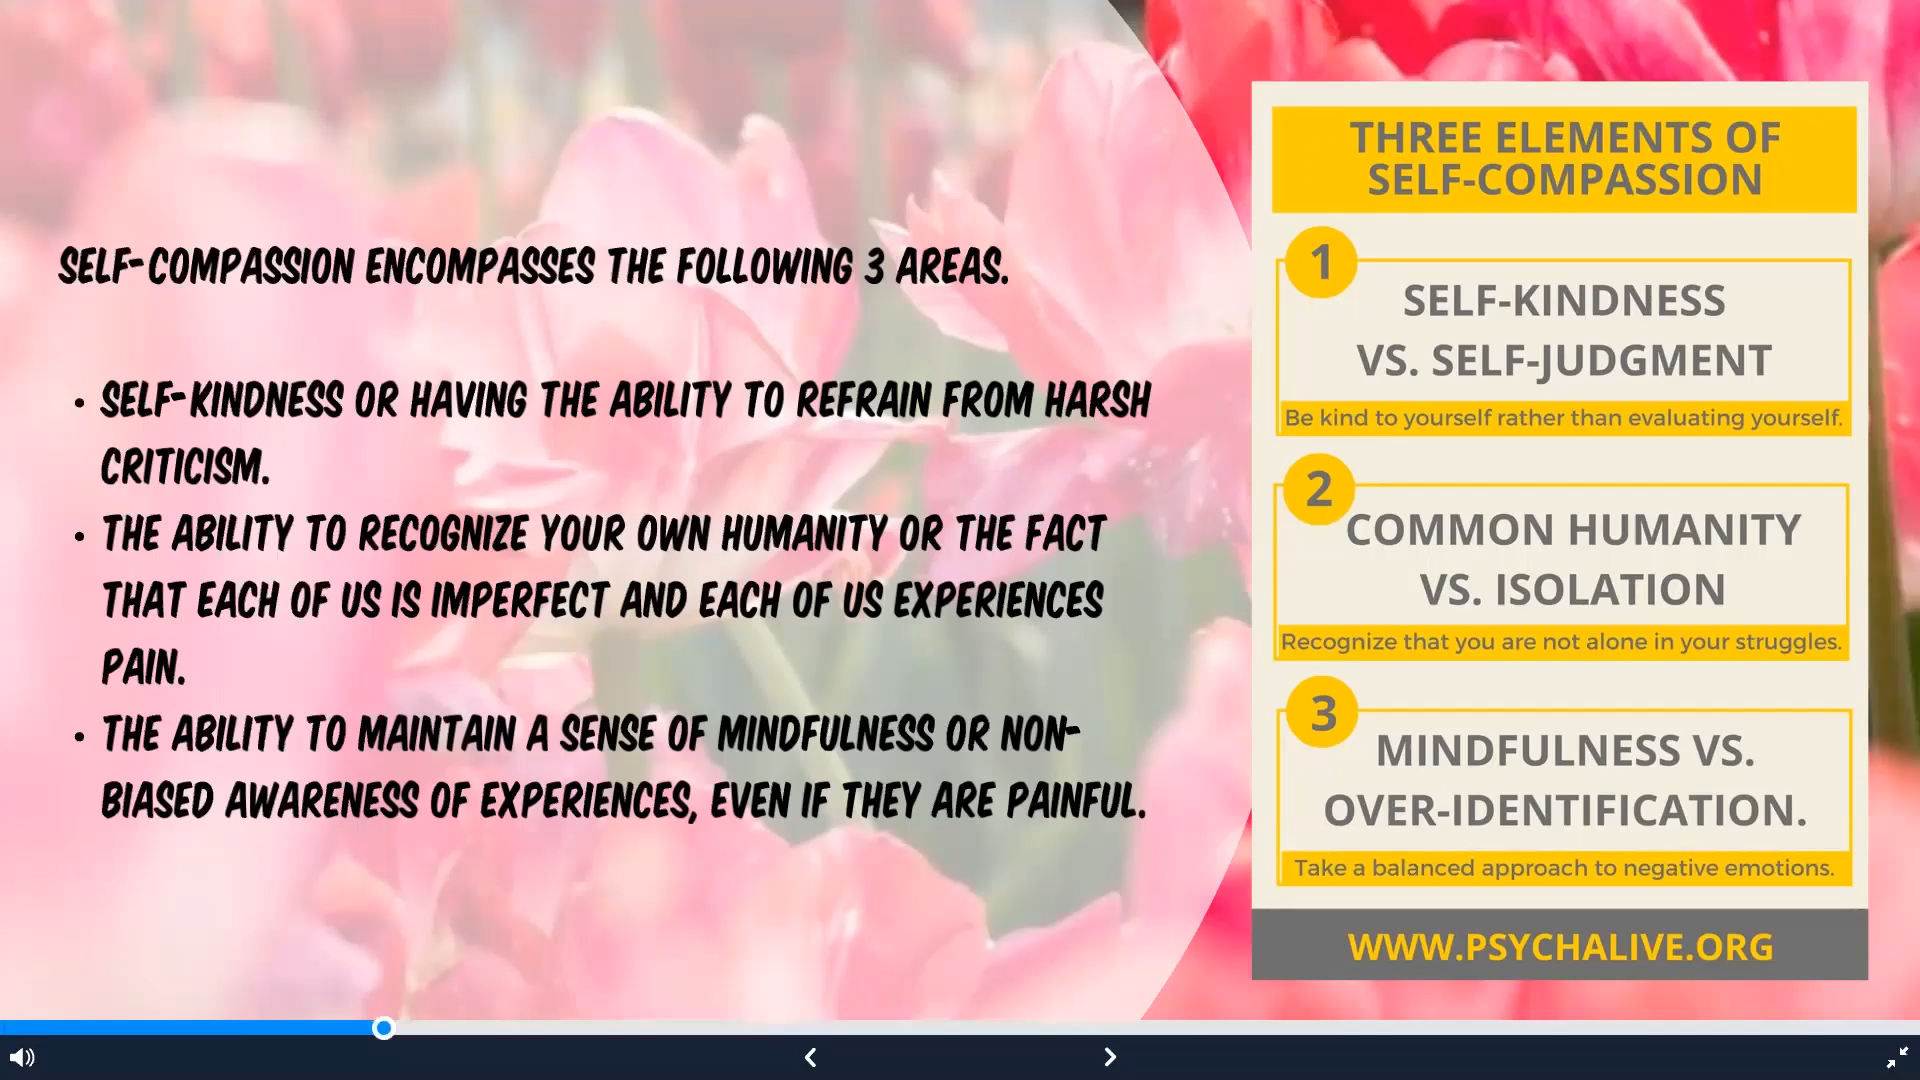 SELF-COMPASSION ENCOMPASSES THE FOLLOWING 3 AREAS.
• SELF-KINDNESS OR HAVING THE ABILITY TO REFRAIN FROM HARSH
CRITICISM.
• THE ABILITY TO RECOGNIZE YOUR OWN HUMANITY OR THE FACT
THAT EACH OF US IS IMPERFECT AND EACH OF US EXPERIENCES
PAIN.
• THE ABILITY TO MAINTAIN A SENSE OF MINDFULNESS OR NON-
BIASED AWARENESS OF EXPERIENCES, EVEN IF THEY ARE PAINFUL.
THREE ELEMENTS OF
SELF-COMPASSION
1
SELF-KINDNESS
VS. SELF-JUDGMENT
Be kind to yourself rather than evaluating yourself.
2
COMMON HUMANITY
VS. ISOLATION
Recognize that you are not alone in your struggles.
3
MINDFULNESS VS.
OVER-IDENTIFICATION.
Take a balanced approach to negative emotions.
WWW.PSYCHALIVE.ORG